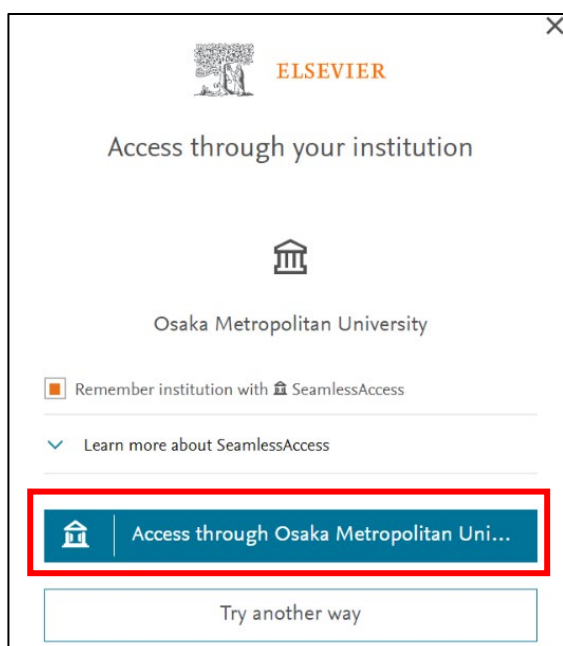 ELSEVIER
Access through your institution
Osaka Metropolitan University
Remember institution with SeamlessAccess
Learn more about SeamlessAccess
Access through Osaka Metropolitan Uni...
Try another way